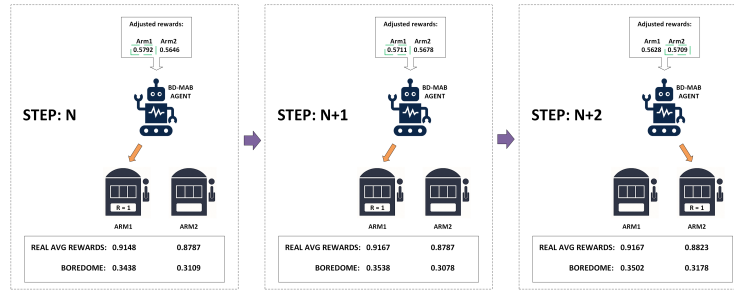 Adjusted rewards:
Arm1 Arm2
0.5792 0.5646
BD-MAB
AGENT
STEP: N
R = 1
ARM1 ARM2
REAL AVG REWARDS: 0.9148 0.8787
BOREDOME: 0.3438 0.3109
Adjusted rewards:
Arm1 Arm2
0.5711 0.5678
BD-MAB
AGENT
STEP: N+1
R = 1
ARM1 ARM2
REAL AVG REWARDS: 0.9167 0.8787
BOREDOME: 0.3538 0.3078
Adjusted rewards:
Arm1 Arm2
0.5628 0.5709
BD-MAB
AGENT
STEP: N+2
R = 1
ARM1 ARM2
REAL AVG REWARDS: 0.9167 0.8823
BOREDOME: 0.3502 0.3178